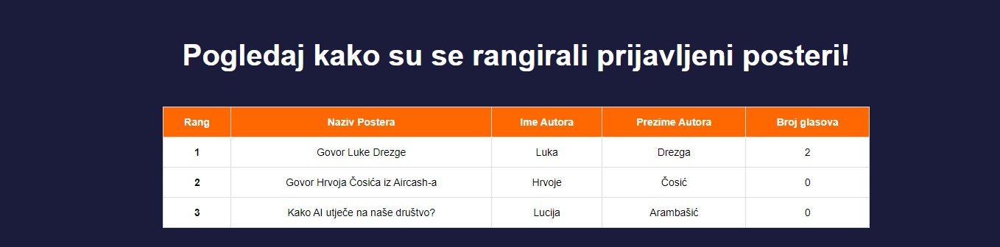 Pogledaj kako su se rangirali prijavljeni posteri!
Rang Naziv Postera Ime Autora Prezime Autora Broj glasova
1 Govor Luke Drezge Luka Drezga 2
2 Govor Hrvoja Čosića iz Aircash-a Hrvoje Čosić 0
3 Kako AI utječe na naše društvo? Lucija Arambašić 0